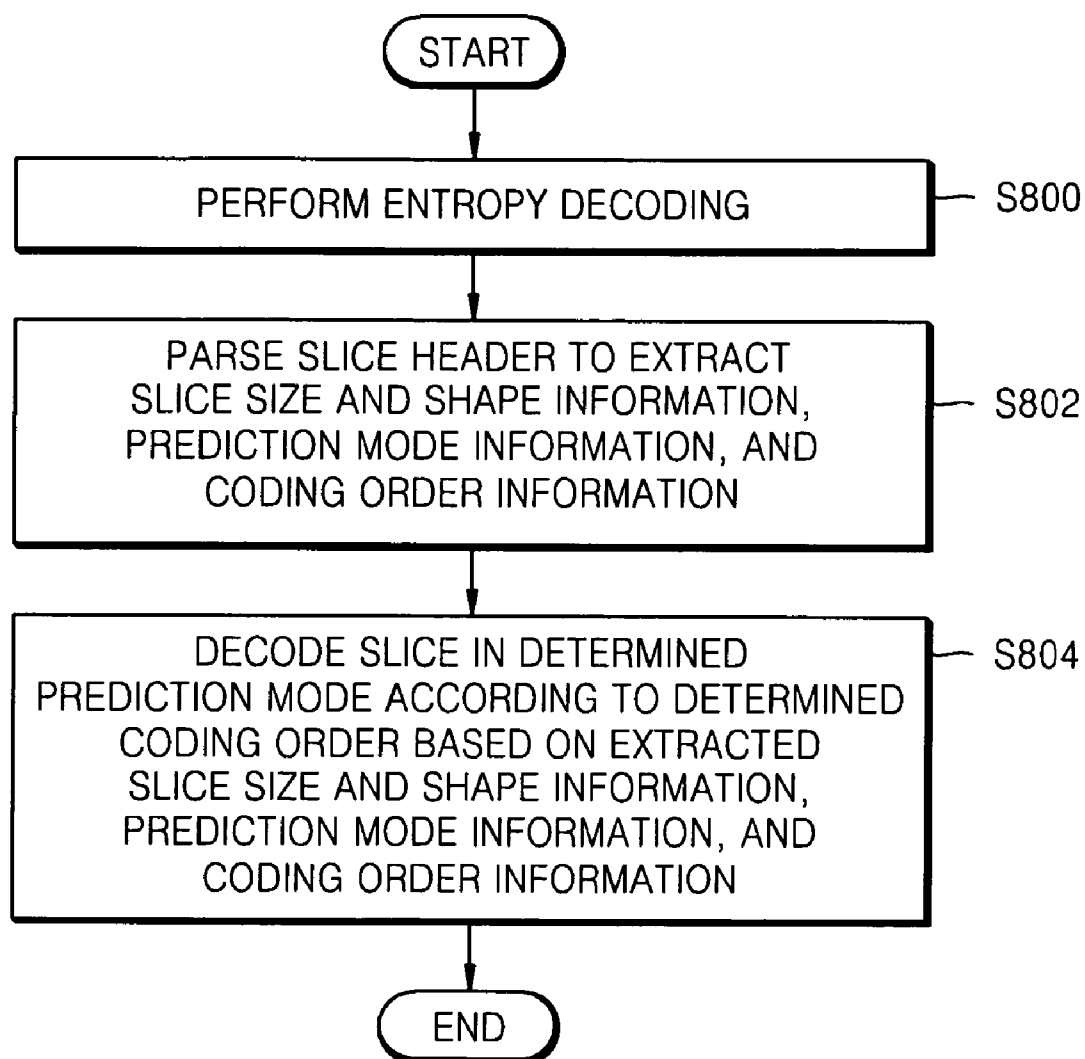 START
PERFORM ENTROPY DECODING
S800
PARSE SLICE HEADER TO EXTRACT
SLICE SIZE AND SHAPE INFORMATION,
PREDICTION MODE INFORMATION, AND
CODING ORDER INFORMATION
S802
DECODE SLICE IN DETERMINED
PREDICTION MODE ACCORDING TO DETERMINED
CODING ORDER BASED ON EXTRACTED
SLICE SIZE AND SHAPE INFORMATION,
PREDICTION MODE INFORMATION, AND
CODING ORDER INFORMATION
S804
END